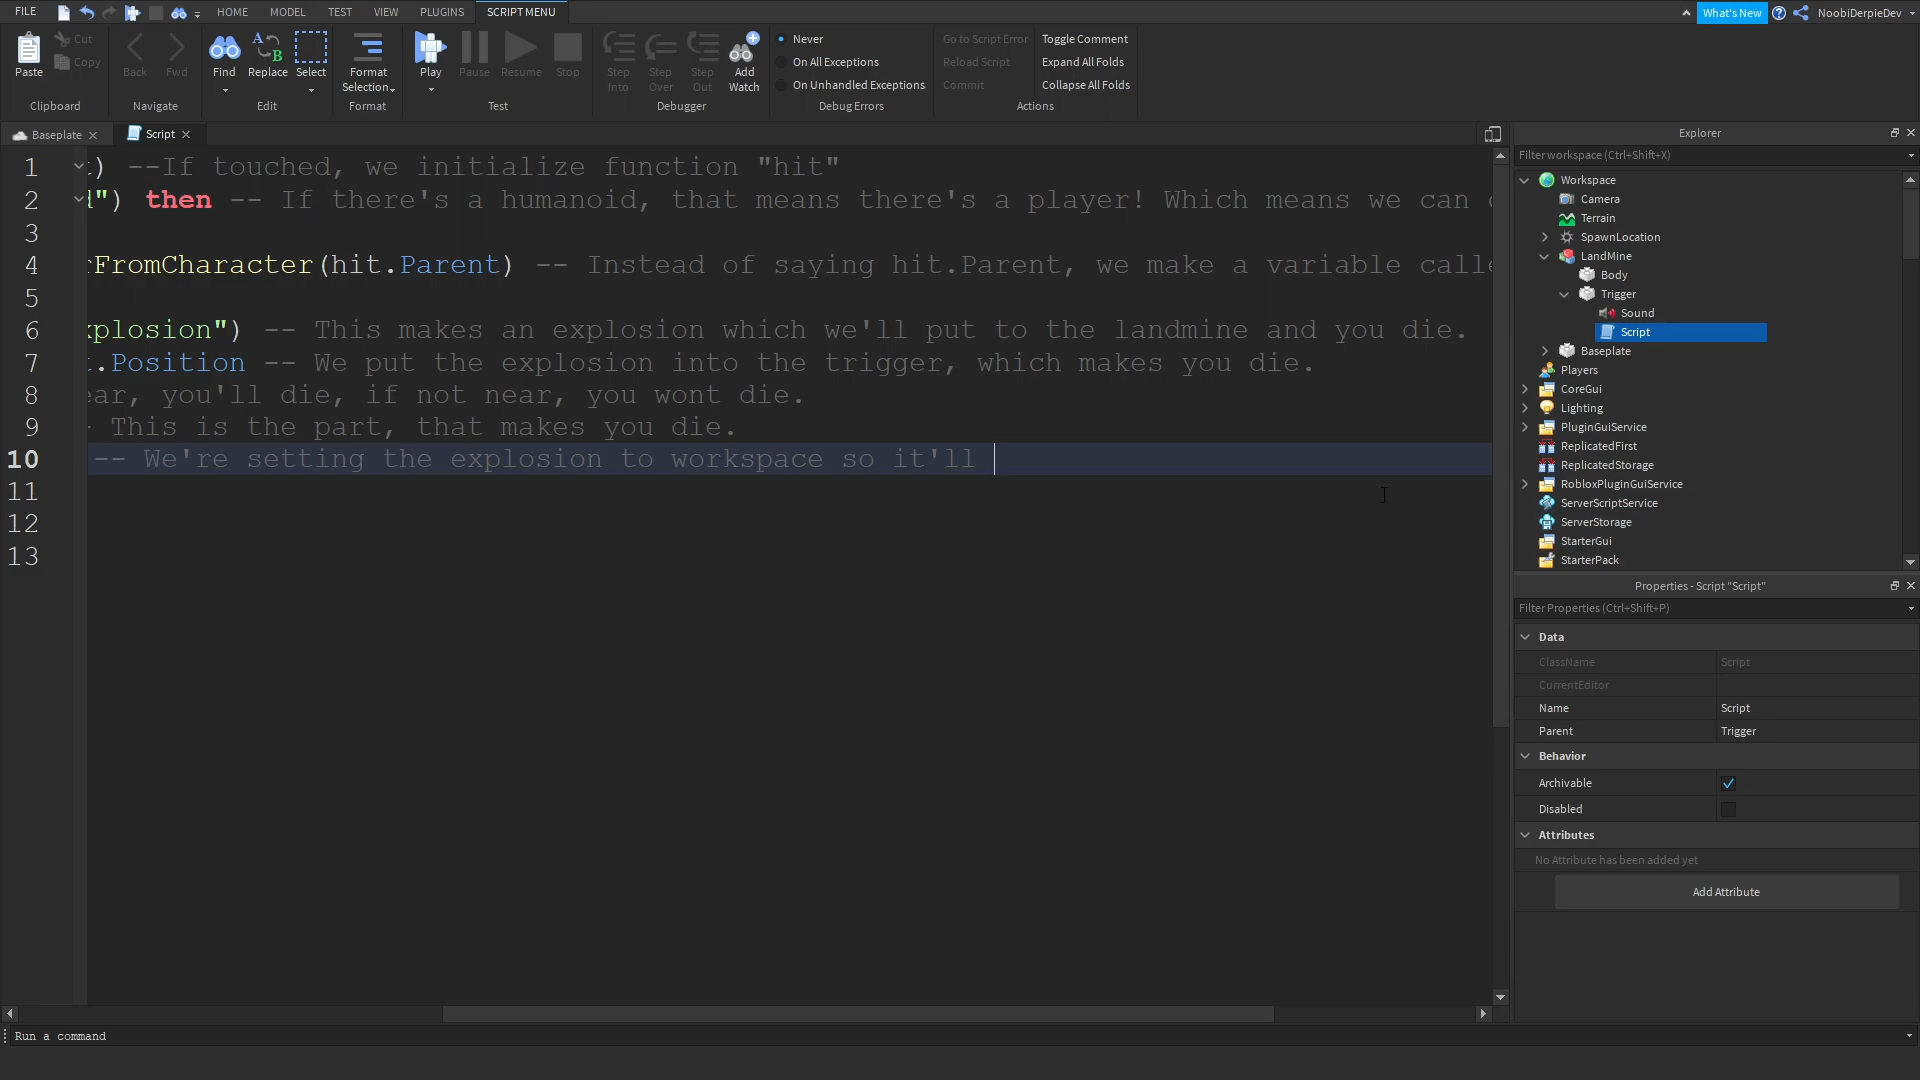 FILE HOME MODEL TEST VIEW PLUGINS SCRIPT MENU What's New NoobiDerpieDev
Paste Cut Copy Back Fwd Find Replace Select Format Selection Play Pause Resume Stop Step Into Step Over Step Out Add Watch
Never
On All Exceptions
On Unhandled Exceptions
Go to Script Error
Reload Script
Commit
Toggle Comment
Expand All Folds
Collapse All Folds
Clipboard Navigate Edit Format Test Debugger Debug Errors Actions
Baseplate Script
1 t) --If touched, we initialize function "hit"
2 d") then -- If there's a humanoid, that means there's a player! Which means we can
3
4 rFromCharacter(hit.Parent) -- Instead of saying hit.Parent, we make a variable calle
5
6 xplosion") -- This makes an explosion which we'll put to the landmine and you die.
7 t.Position -- We put the explosion into the trigger, which makes you die.
8 ear, you'll die, if not near, you wont die.
9 - This is the part, that makes you die.
10 -- We're setting the explosion to workspace so it'll
11
12
13
Explorer
Filter workspace (Ctrl+Shift+X)
Workspace
Camera
Terrain
SpawnLocation
LandMine
Body
Trigger
Sound
Script
Baseplate
Players
CoreGui
Lighting
PluginGuiService
ReplicatedFirst
ReplicatedStorage
RobloxPluginGuiService
ServerScriptService
ServerStorage
StarterGui
StarterPack
Properties - Script "Script"
Filter Properties (Ctrl+Shift+P)
Data
ClassName Script
CurrentEditor
Name Script
Parent Trigger
Behavior
Archivable
Disabled
Attributes
No Attribute has been added yet
Add Attribute
Run a command